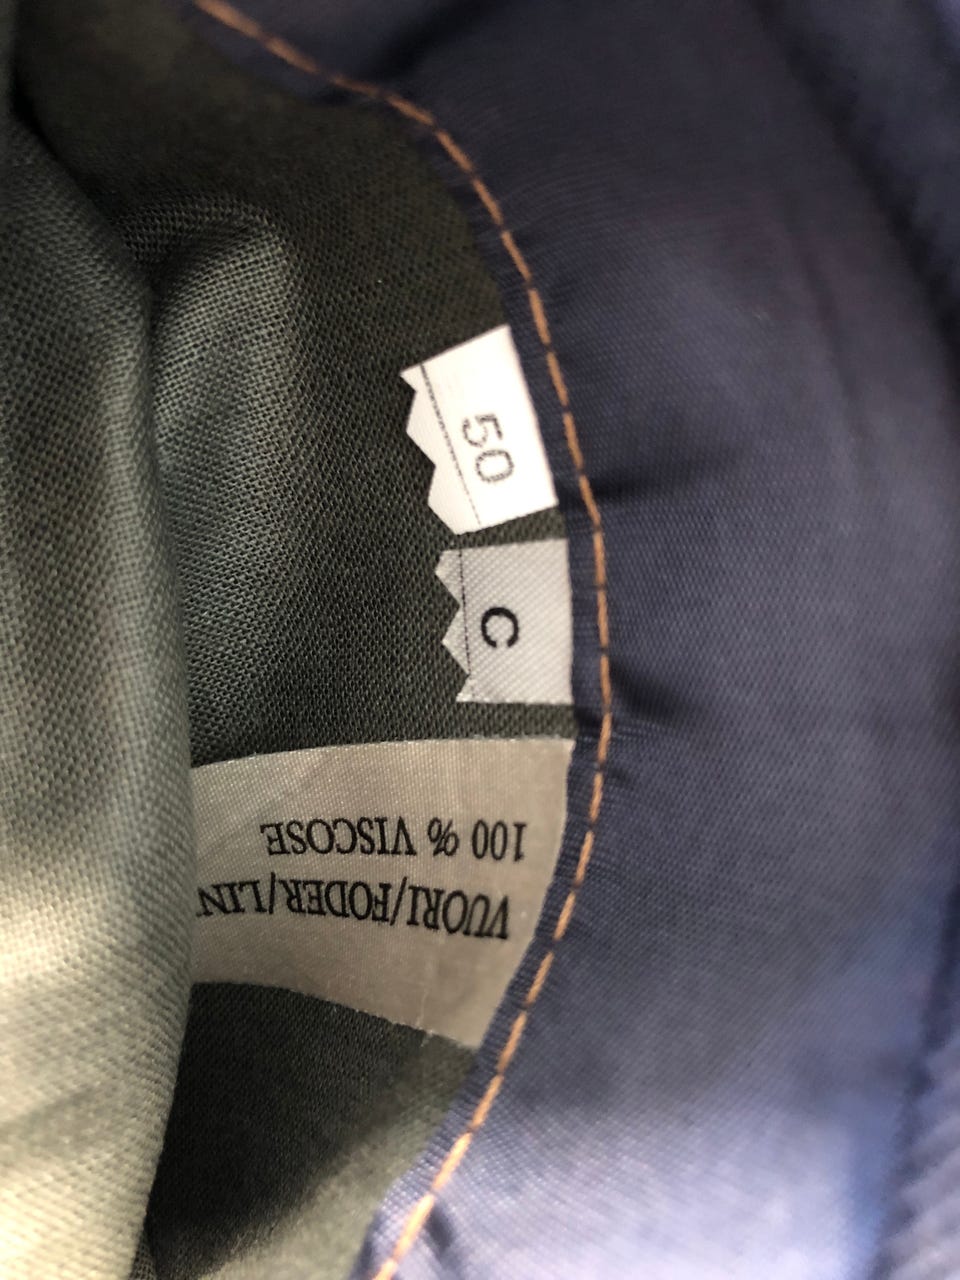 50
C
VUORI/FODER/LIN
100 % VISCOSE